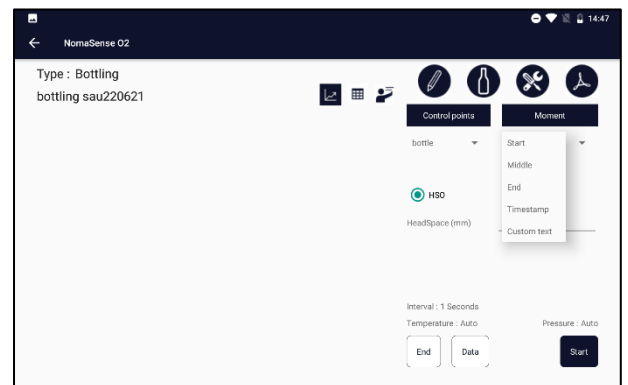 14:47
NomaSense O2
Type : Bottling
bottling sau220621
Control points
Moment
bottle
Start
Middle
End
Timestamp
Custom text
HS0
HeadSpace (mm)
Interval : 1 Seconds
Temperature : Auto
Pressure : Auto
End
Data
Start